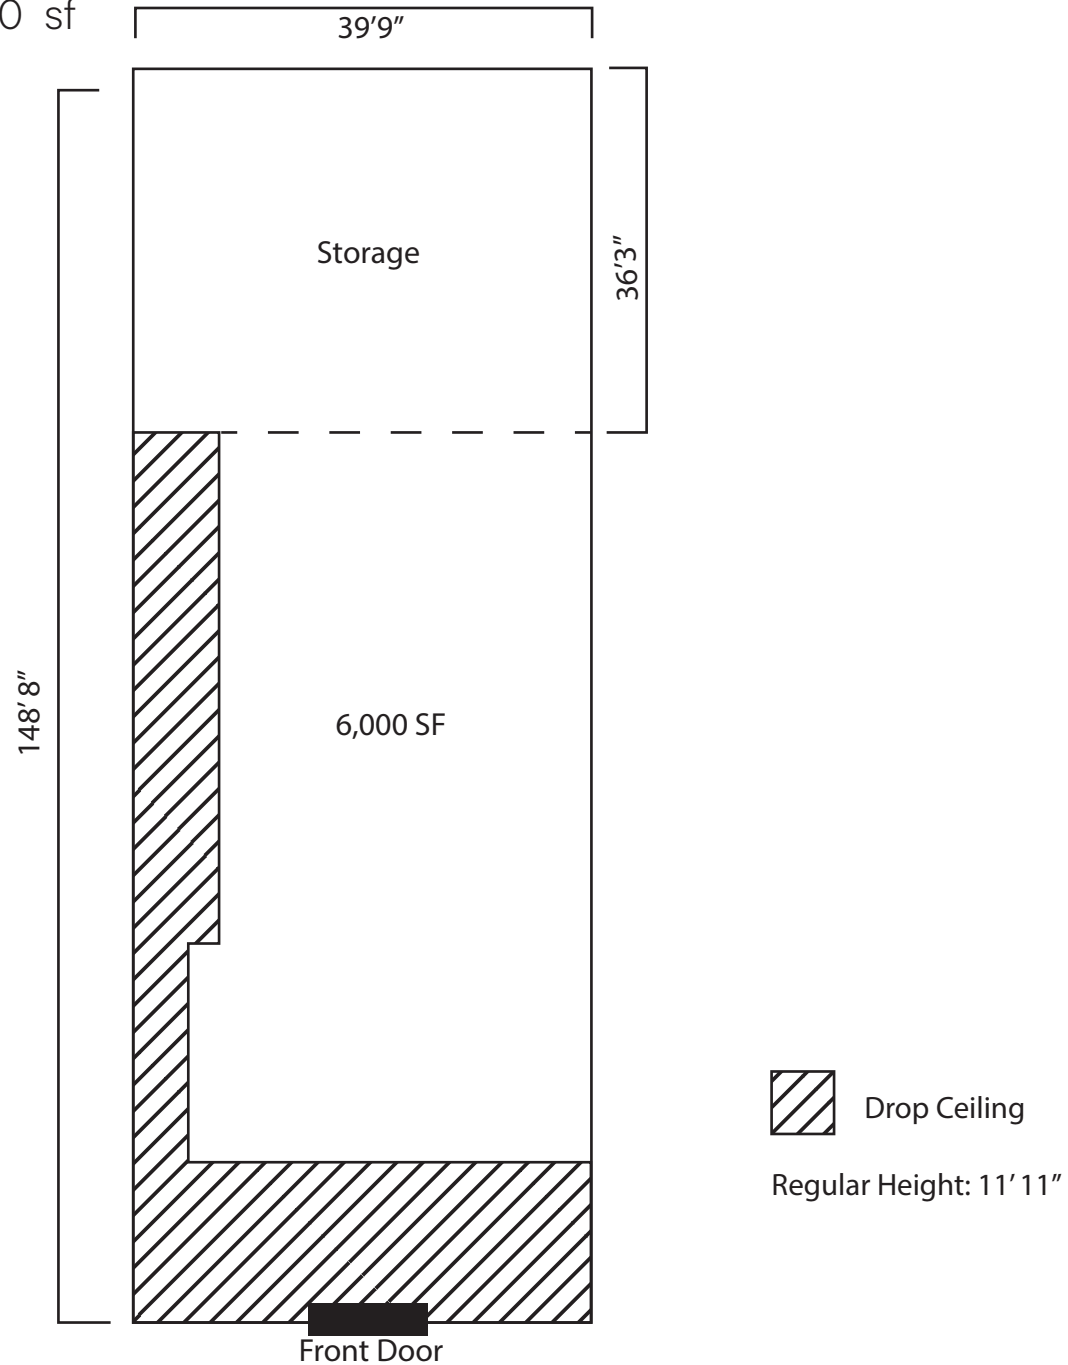 0 sf
39'9"
Storage
36'3"
148' 8"
6,000 SF
Drop Ceiling
Regular Height: 11' 11"
Front Door